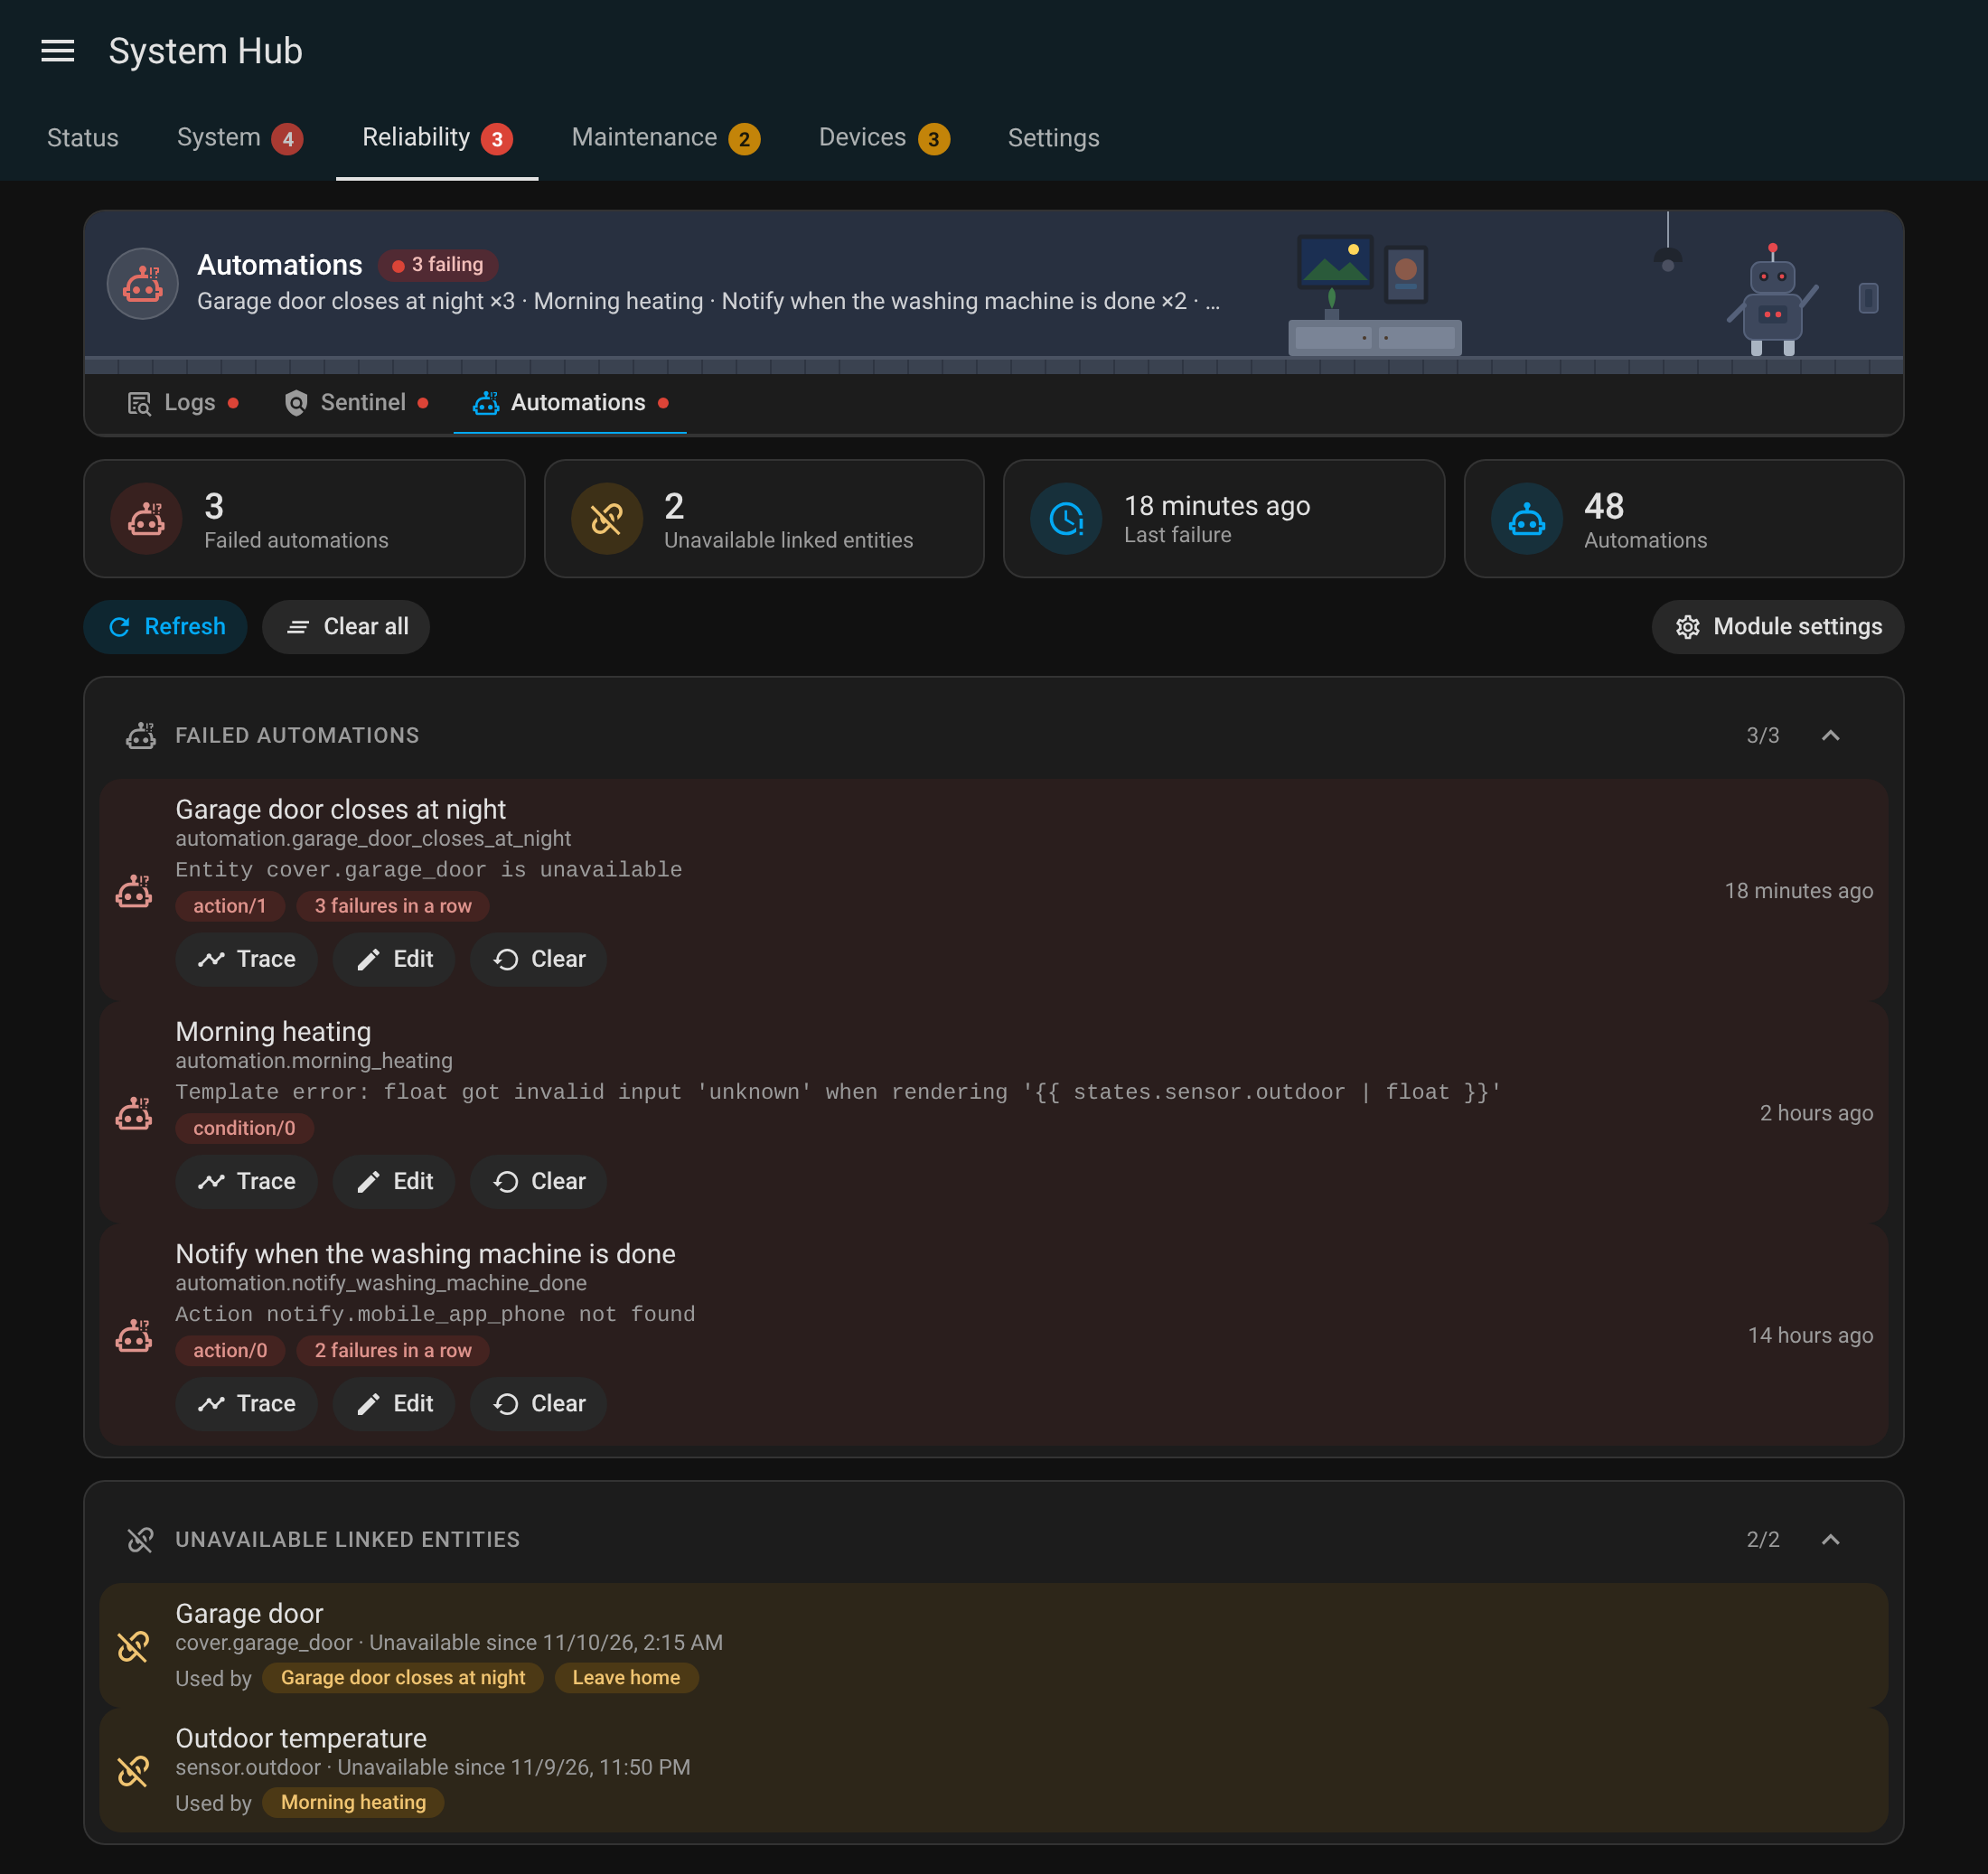 System Hub
Status System 4 Reliability 3 Maintenance 2 Devices 3 Settings
Automations 3 failing
Garage door closes at night ×3 · Morning heating · Notify when the washing machine is done ×2 · ...
Logs Sentinel Automations
3
Failed automations
2
Unavailable linked entities
18 minutes ago
Last failure
48
Automations
Refresh Clear all Module settings
FAILED AUTOMATIONS 3/3
Garage door closes at night
automation.garage_door_closes_at_night
Entity cover.garage_door is unavailable
action/1 3 failures in a row
18 minutes ago
Trace Edit Clear
Morning heating
automation.morning_heating
Template error: float got invalid input 'unknown' when rendering '{{ states.sensor.outdoor | float }}'
condition/0
2 hours ago
Trace Edit Clear
Notify when the washing machine is done
automation.notify_washing_machine_done
Action notify.mobile_app_phone not found
action/0 2 failures in a row
14 hours ago
Trace Edit Clear
UNAVAILABLE LINKED ENTITIES 2/2
Garage door
cover.garage_door · Unavailable since 11/10/26, 2:15 AM
Used by Garage door closes at night Leave home
Outdoor temperature
sensor.outdoor · Unavailable since 11/9/26, 11:50 PM
Used by Morning heating